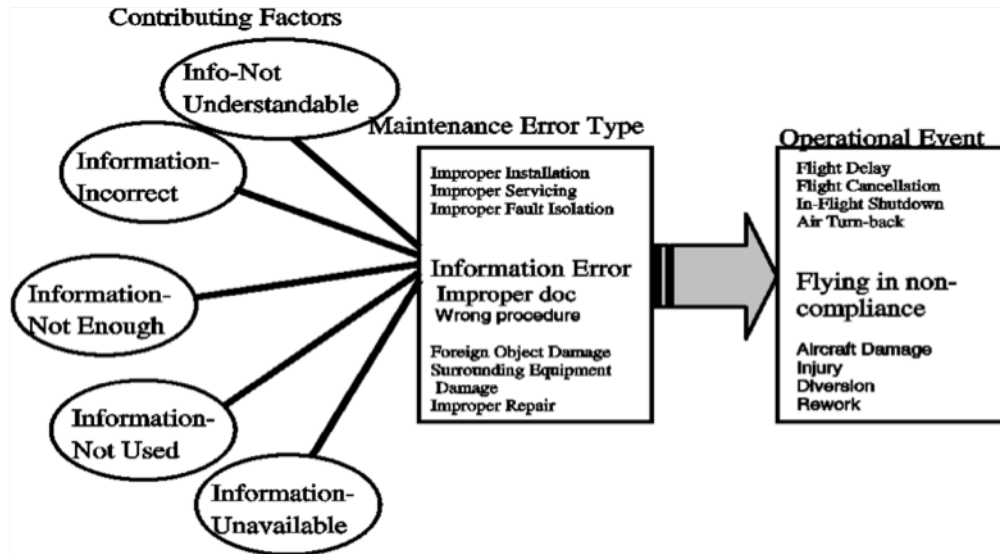 Contributing Factors
Info-Not
Understandable
Information-
Incorrect
Information-
Not Enough
Information-
Not Used
Information-
Unavailable
Maintenance Error Type
Improper Installation
Improper Servicing
Improper Fault Isolation
Information Error
Improper doc
Wrong procedure
Foreign Object Damage
Surrounding Equipment
Damage
Improper Repair
Operational Event
Flight Delay
Flight Cancellation
In-Flight Shutdown
Air Turn-back
Flying in non-
compliance
Aircraft Damage
Injury
Diversion
Rework